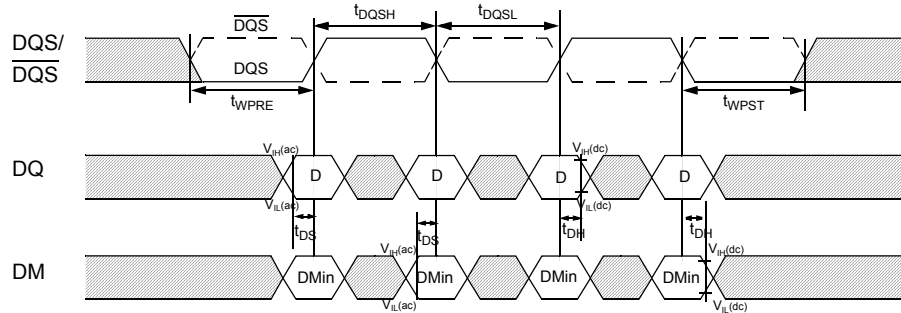 DQS tDQSH tDQSL
DQS/
DQS
DQS
tWPRE tWPST
VIH(ac) VIH(dc)
DQ D D D D
VIL(ac) VIL(dc)
tDS tDS tDH tDH
VIH(ac) VIH(dc)
DM DMin DMin DMin DMin
VIL(ac) VIL(dc)